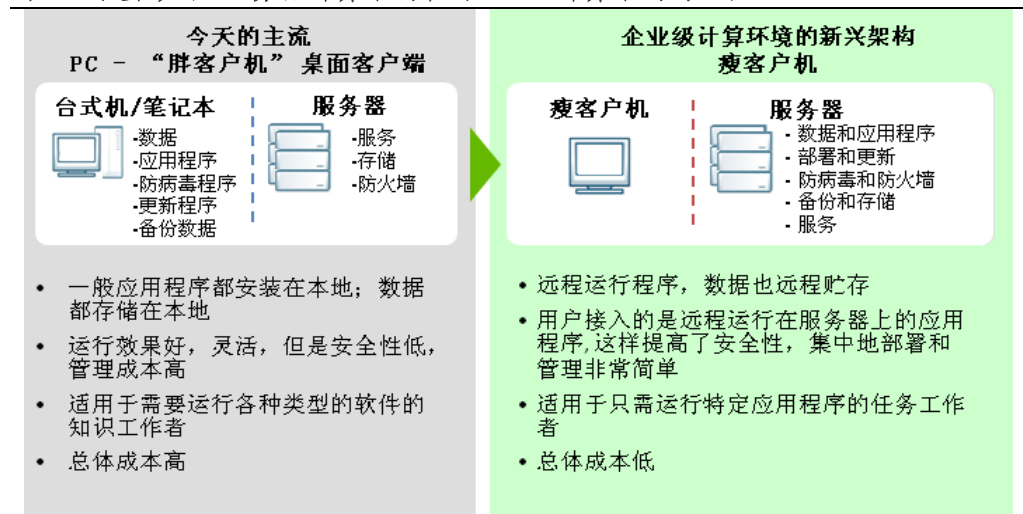 今天的主流
PC - “胖客户机” 桌面客户端
台式机/笔记本
-数据
-应用程序
-防病毒程序
-更新程序
-备份数据
服务器
-服务
-存储
-防火墙
• 一般应用程序都安装在本地; 数据
都存储在本地
• 运行效果好, 灵活, 但是安全性低,
管理成本高
• 适用于需要运行各种类型的软件的
知识工作者
• 总体成本高
企业级计算环境的新兴架构
瘦客户机
瘦客户机
服务器
- 数据和应用程序
- 部署和更新
- 防病毒和防火墙
- 备份和存储
- 服务
• 远程运行程序, 数据也远程贮存
• 用户接入的是远程运行在服务器上的应用
程序,这样提高了安全性, 集中地部署和
管理非常简单
• 适用于只需运行特定应用程序的任务工作
者
• 总体成本低